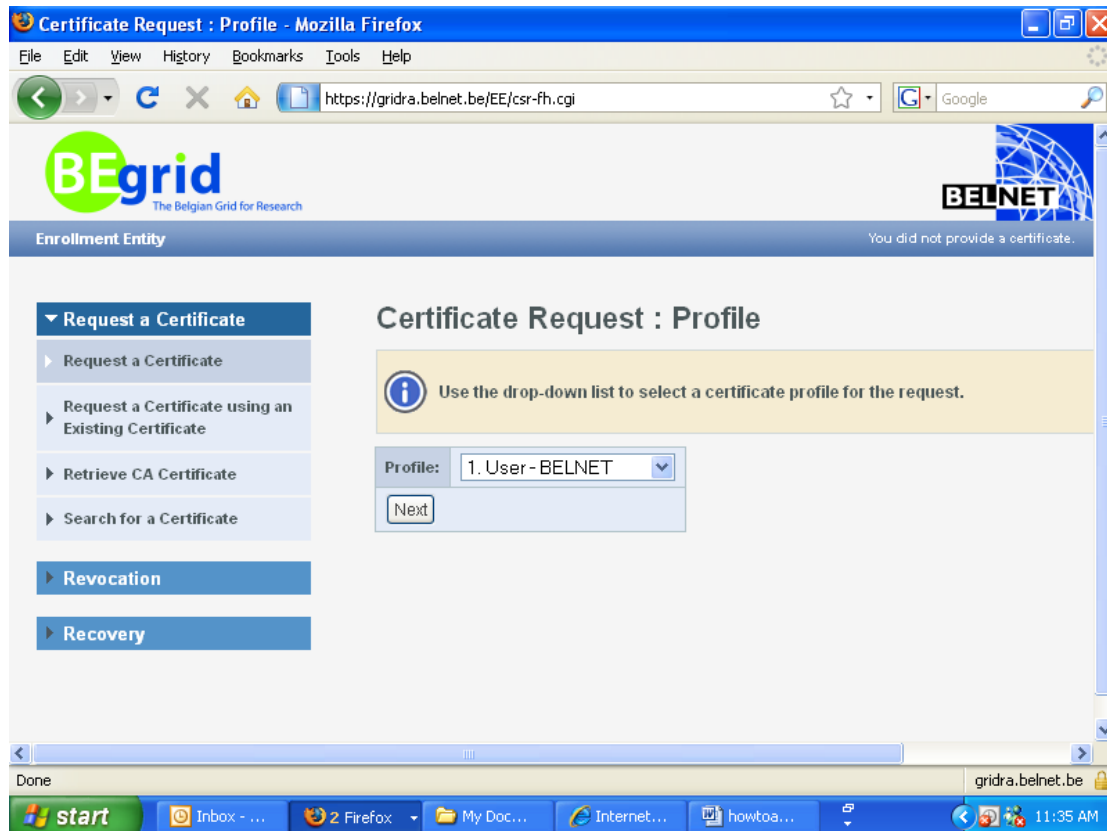 Certificate Request : Profile - Mozilla Firefox
File Edit View History Bookmarks Tools Help
https://gridra.belnet.be/EE/csr-fh.cgi
G Google
BEgrid
The Belgian Grid for Research
BELNET
Enrollment Entity
You did not provide a certificate.
Request a Certificate
Request a Certificate
Request a Certificate using an
Existing Certificate
Retrieve CA Certificate
Search for a Certificate
Revocation
Recovery
Certificate Request : Profile
Use the drop-down list to select a certificate profile for the request.
Profile: 1. User - BELNET
Next
Done
gridra.belnet.be
start
Inbox - ...
2 Firefox
My Doc...
Internet...
howtoa...
11:35 AM